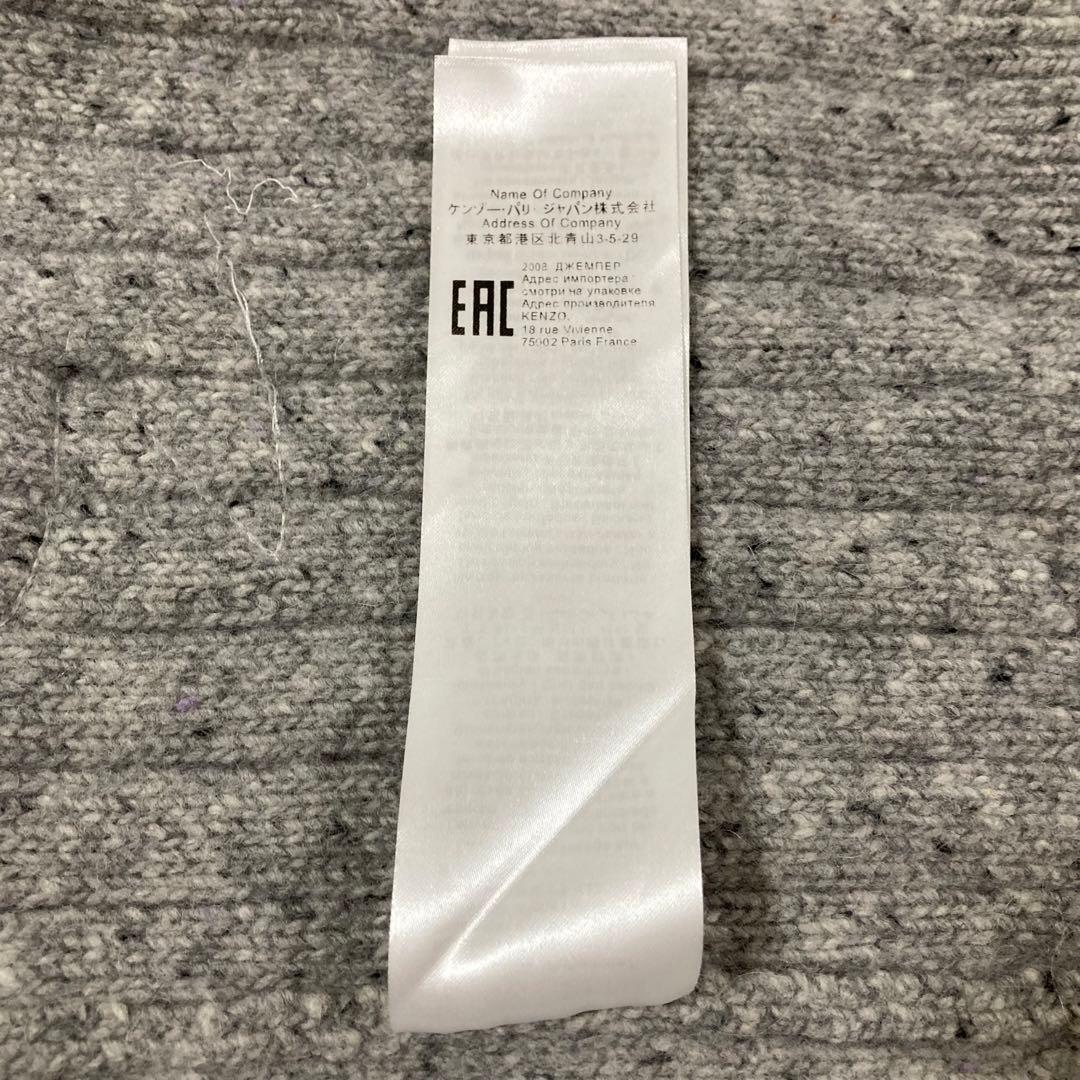 Name Of Company
ケンゾー・パリ ジャパン株式会社
Address Of Company
東京都港区北青山3-5-29
EAC
2008 ДЖЕМПЕР
Адрес импортера
смотри на упаковке
Адрес производителя
KENZO,
18 rue Vivienne
75002 Paris France